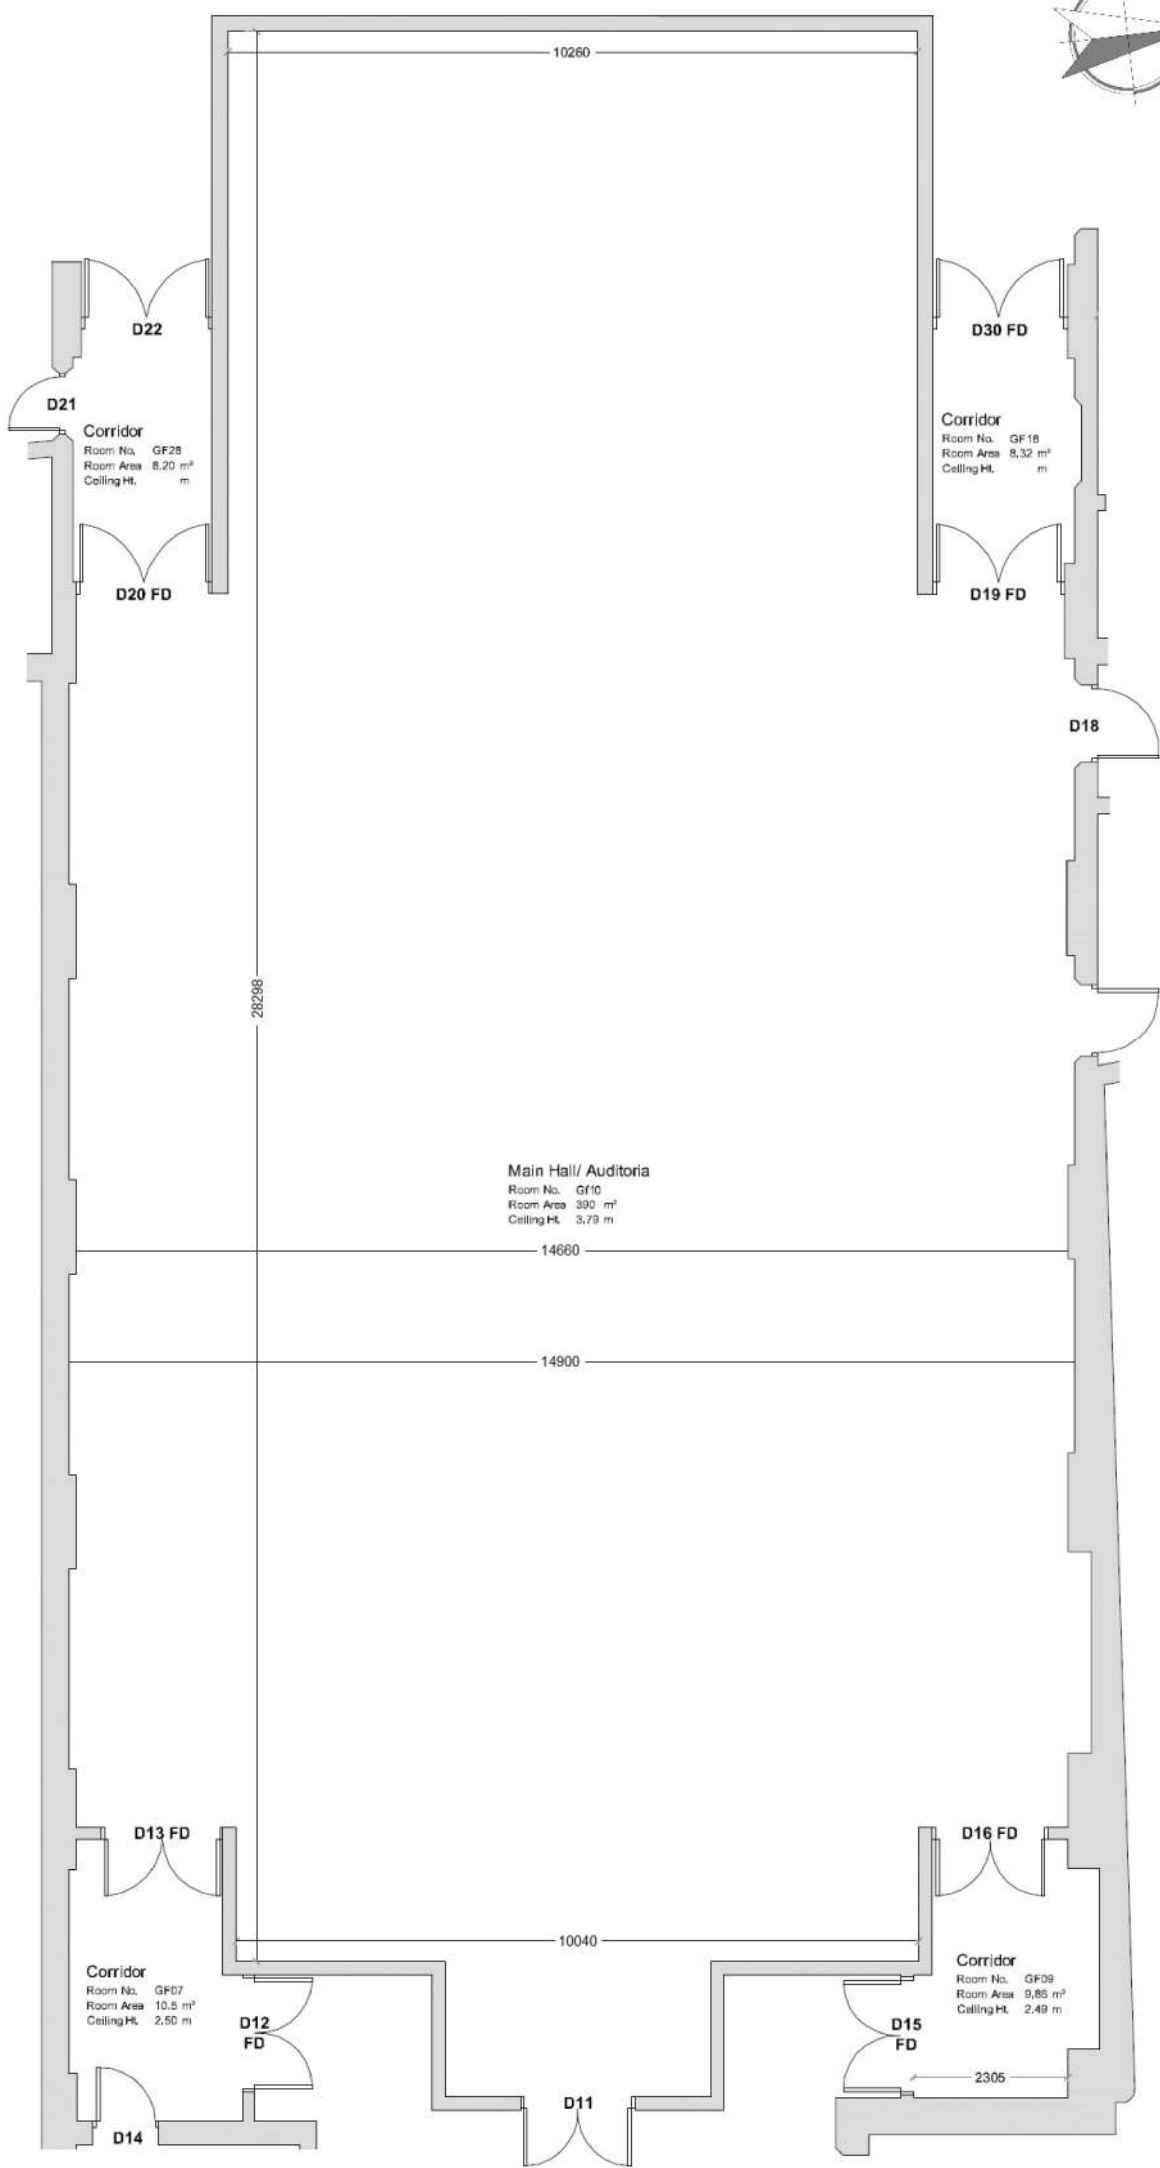 10260
D22
D30 FD
D21
Corridor
Room No. GF28
Room Area 8.20 m²
Ceiling Ht. m
Corridor
Room No. GF18
Room Area 8.32 m²
Ceiling Ht. m
D20 FD
D19 FD
D18
28298
Main Hall/ Auditoria
Room No. Gf10
Room Area 390 m²
Ceiling Ht. 3.79 m
14660
14900
D13 FD
D16 FD
10040
Corridor
Room No. GF07
Room Area 10.5 m²
Ceiling Ht. 2.50 m
D12
FD
Corridor
Room No. GF09
Room Area 9.86 m²
Ceiling Ht. 2.49 m
D15
FD
2305
D11
D14